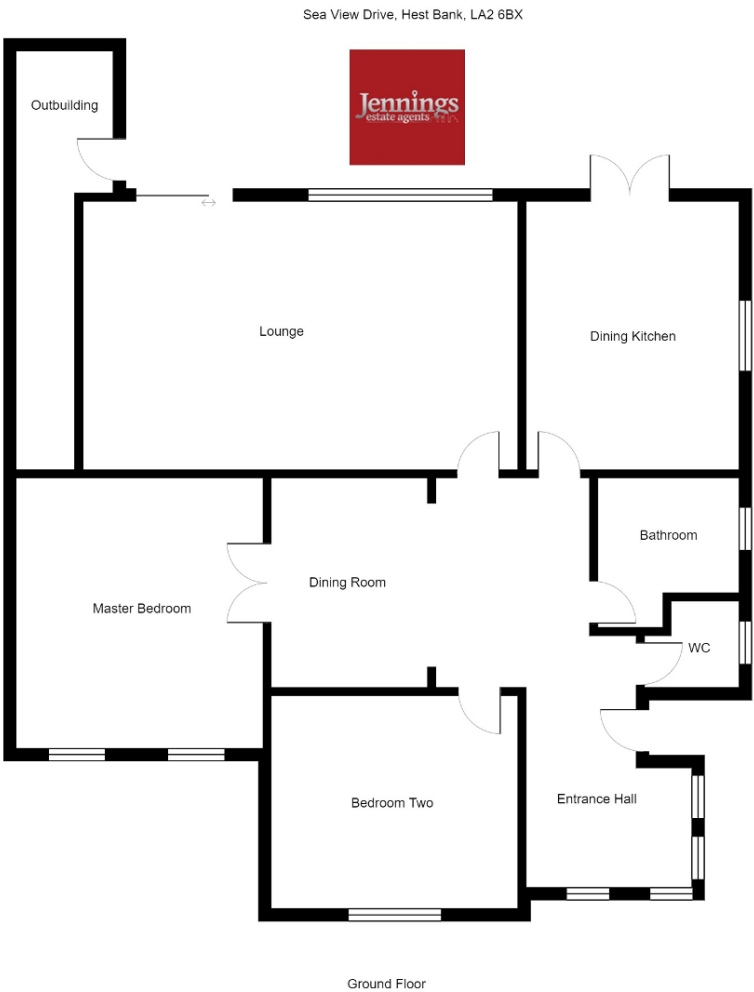 Sea View Drive, Hest Bank, LA2 6BX
Jennings
estate agents
Outbuilding
Lounge
Dining Kitchen
Bathroom
Dining Room
Master Bedroom
WC
Bedroom Two
Entrance Hall
Ground Floor